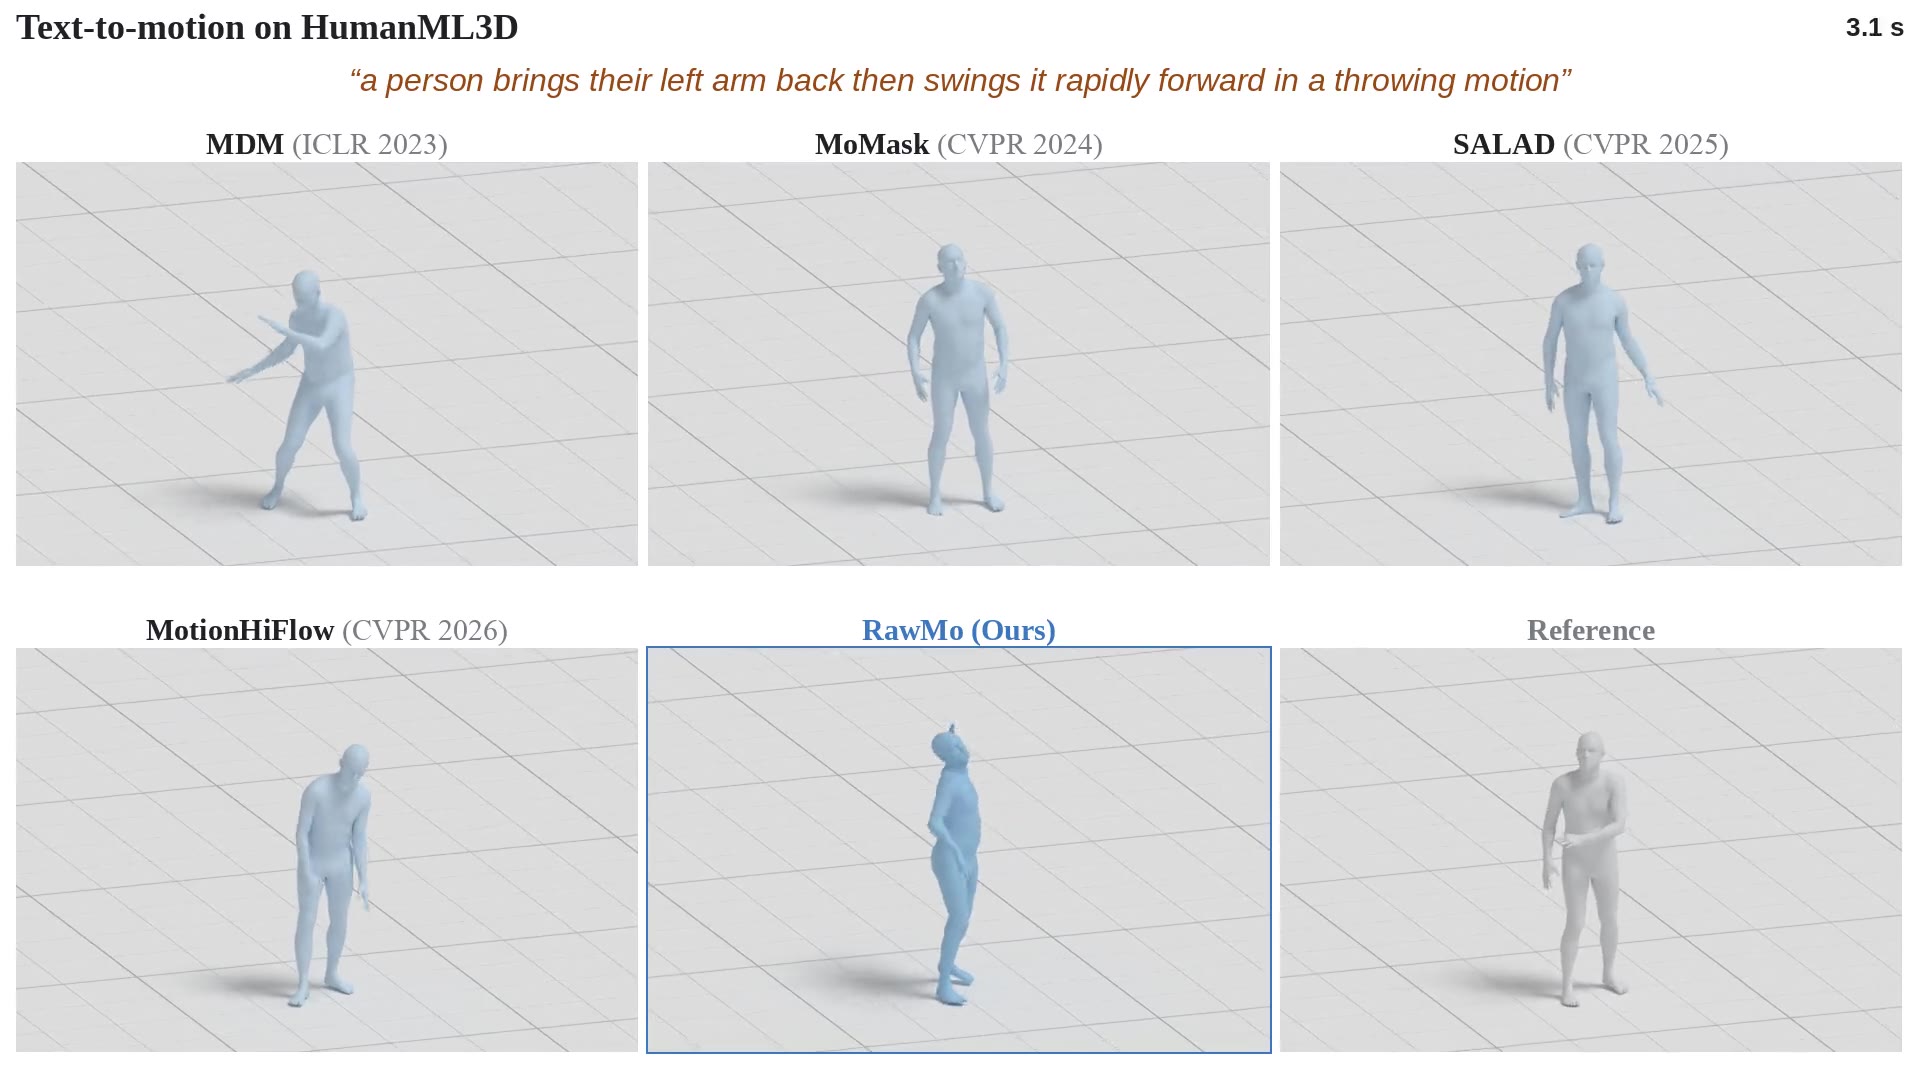 Text-to-motion on HumanML3D
3.1 s
“a person brings their left arm back then swings it rapidly forward in a throwing motion”
MDM (ICLR 2023)
MoMask (CVPR 2024)
SALAD (CVPR 2025)
MotionHiFlow (CVPR 2026)
RawMo (Ours)
Reference